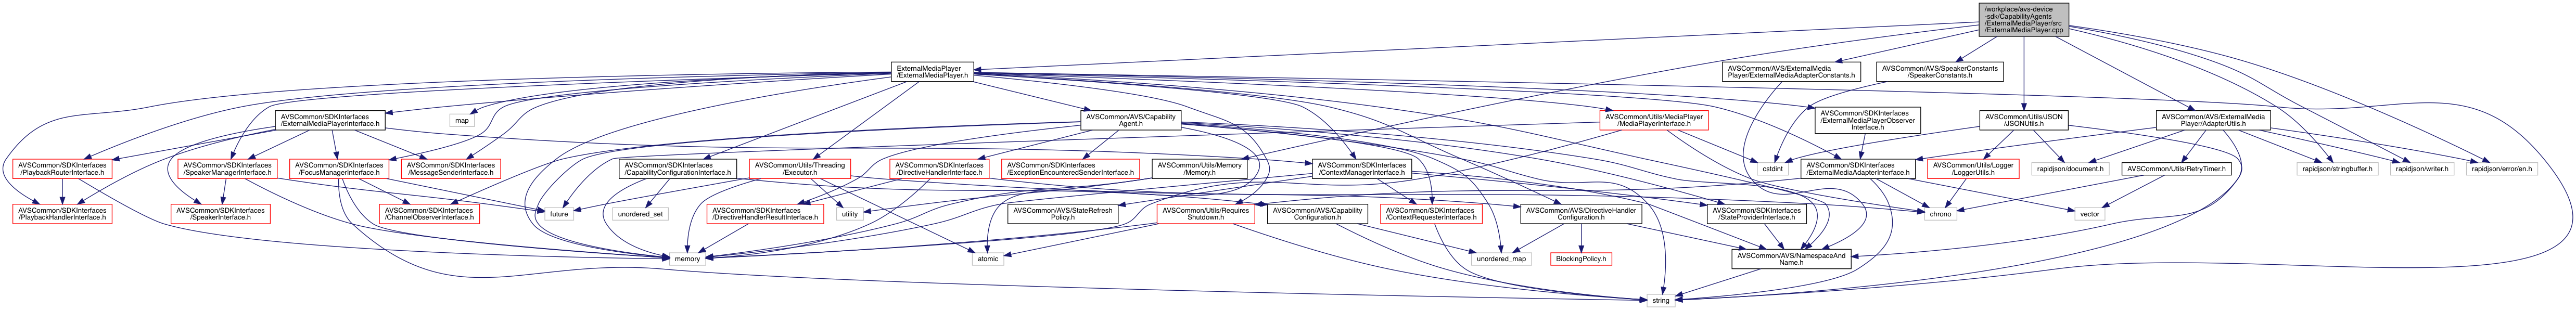 /workplace/avs-device
-sdk/CapabilityAgents
/ExternalMediaPlayer/src
/ExternalMediaPlayer.cpp
ExternalMediaPlayer
/ExternalMediaPlayer.h
AVSCommon/AVS/ExternalMedia
Player/ExternalMediaAdapterConstants.h
AVSCommon/AVS/SpeakerConstants
/SpeakerConstants.h
AVSCommon/SDKInterfaces
/ExternalMediaPlayerInterface.h
map
AVSCommon/AVS/Capability
Agent.h
AVSCommon/Utils/MediaPlayer
/MediaPlayerInterface.h
AVSCommon/SDKInterfaces
/ExternalMediaPlayerObserver
Interface.h
AVSCommon/Utils/JSON
/JSONUtils.h
AVSCommon/AVS/ExternalMedia
Player/AdapterUtils.h
AVSCommon/SDKInterfaces
/PlaybackRouterInterface.h
AVSCommon/SDKInterfaces
/SpeakerManagerInterface.h
AVSCommon/SDKInterfaces
/FocusManagerInterface.h
AVSCommon/SDKInterfaces
/MessageSenderInterface.h
AVSCommon/SDKInterfaces
/CapabilityConfigurationInterface.h
AVSCommon/Utils/Threading
/Executor.h
AVSCommon/SDKInterfaces
/DirectiveHandlerInterface.h
AVSCommon/SDKInterfaces
/ExceptionEncounteredSenderInterface.h
AVSCommon/Utils/Memory
/Memory.h
AVSCommon/SDKInterfaces
/ContextManagerInterface.h
cstdint
AVSCommon/SDKInterfaces
/ExternalMediaAdapterInterface.h
AVSCommon/Utils/Logger
/LoggerUtils.h
rapidjson/document.h
AVSCommon/Utils/RetryTimer.h
rapidjson/stringbuffer.h
rapidjson/writer.h
rapidjson/error/en.h
AVSCommon/SDKInterfaces
/PlaybackHandlerInterface.h
AVSCommon/SDKInterfaces
/SpeakerInterface.h
AVSCommon/SDKInterfaces
/ChannelObserverInterface.h
future
unordered_set
AVSCommon/SDKInterfaces
/DirectiveHandlerResultInterface.h
utility
AVSCommon/AVS/StateRefresh
Policy.h
AVSCommon/Utils/Requires
Shutdown.h
AVSCommon/AVS/Capability
Configuration.h
AVSCommon/SDKInterfaces
/ContextRequesterInterface.h
AVSCommon/AVS/DirectiveHandler
Configuration.h
AVSCommon/SDKInterfaces
/StateProviderInterface.h
chrono
vector
memory
atomic
unordered_map
BlockingPolicy.h
AVSCommon/AVS/NamespaceAnd
Name.h
string